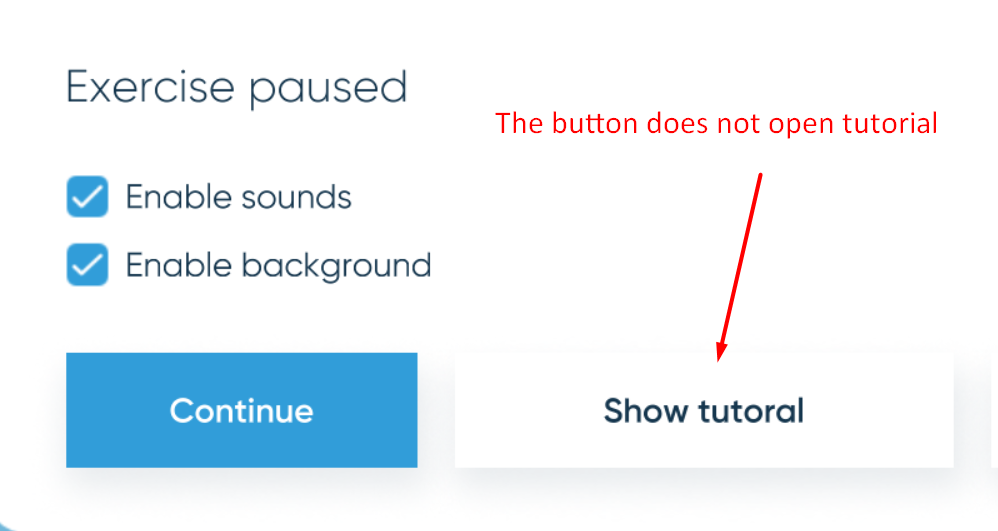 Exercise paused
The button does not open tutorial
Enable sounds
Enable background
Continue
Show tutoral